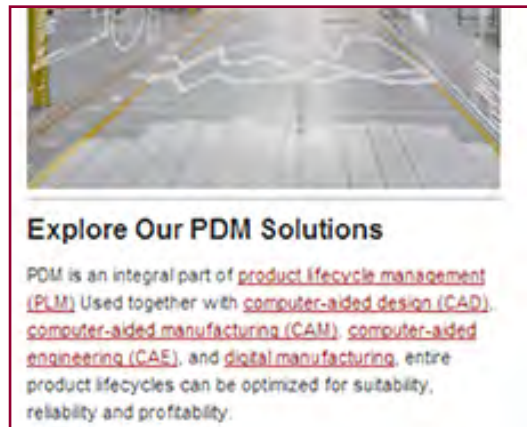 Explore Our PDM Solutions
PDM is an integral part of product lifecycle management
(PLM) Used together with computer-aided design (CAD),
computer-aided manufacturing (CAM), computer-aided
engineering (CAE), and digital manufacturing, entire
product lifecycles can be optimized for suitability,
reliability and profitability.